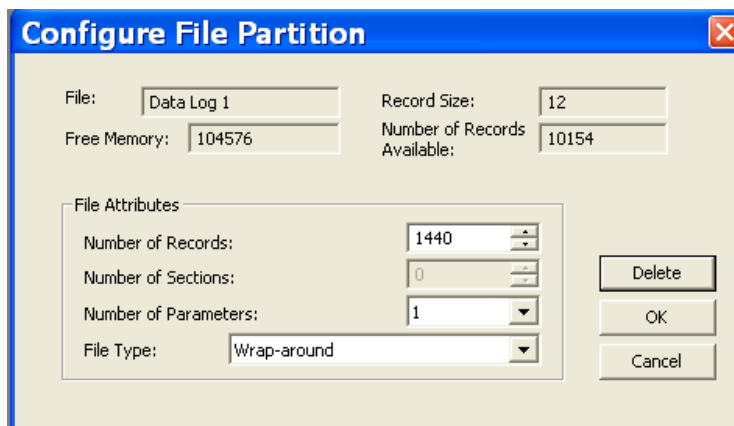 Configure File Partition
File: Data Log 1 Record Size: 12
Free Memory: 104576 Number of Records Available: 10154
File Attributes
Number of Records: 1440
Number of Sections: 0
Number of Parameters: 1
File Type: Wrap-around
Delete
OK
Cancel